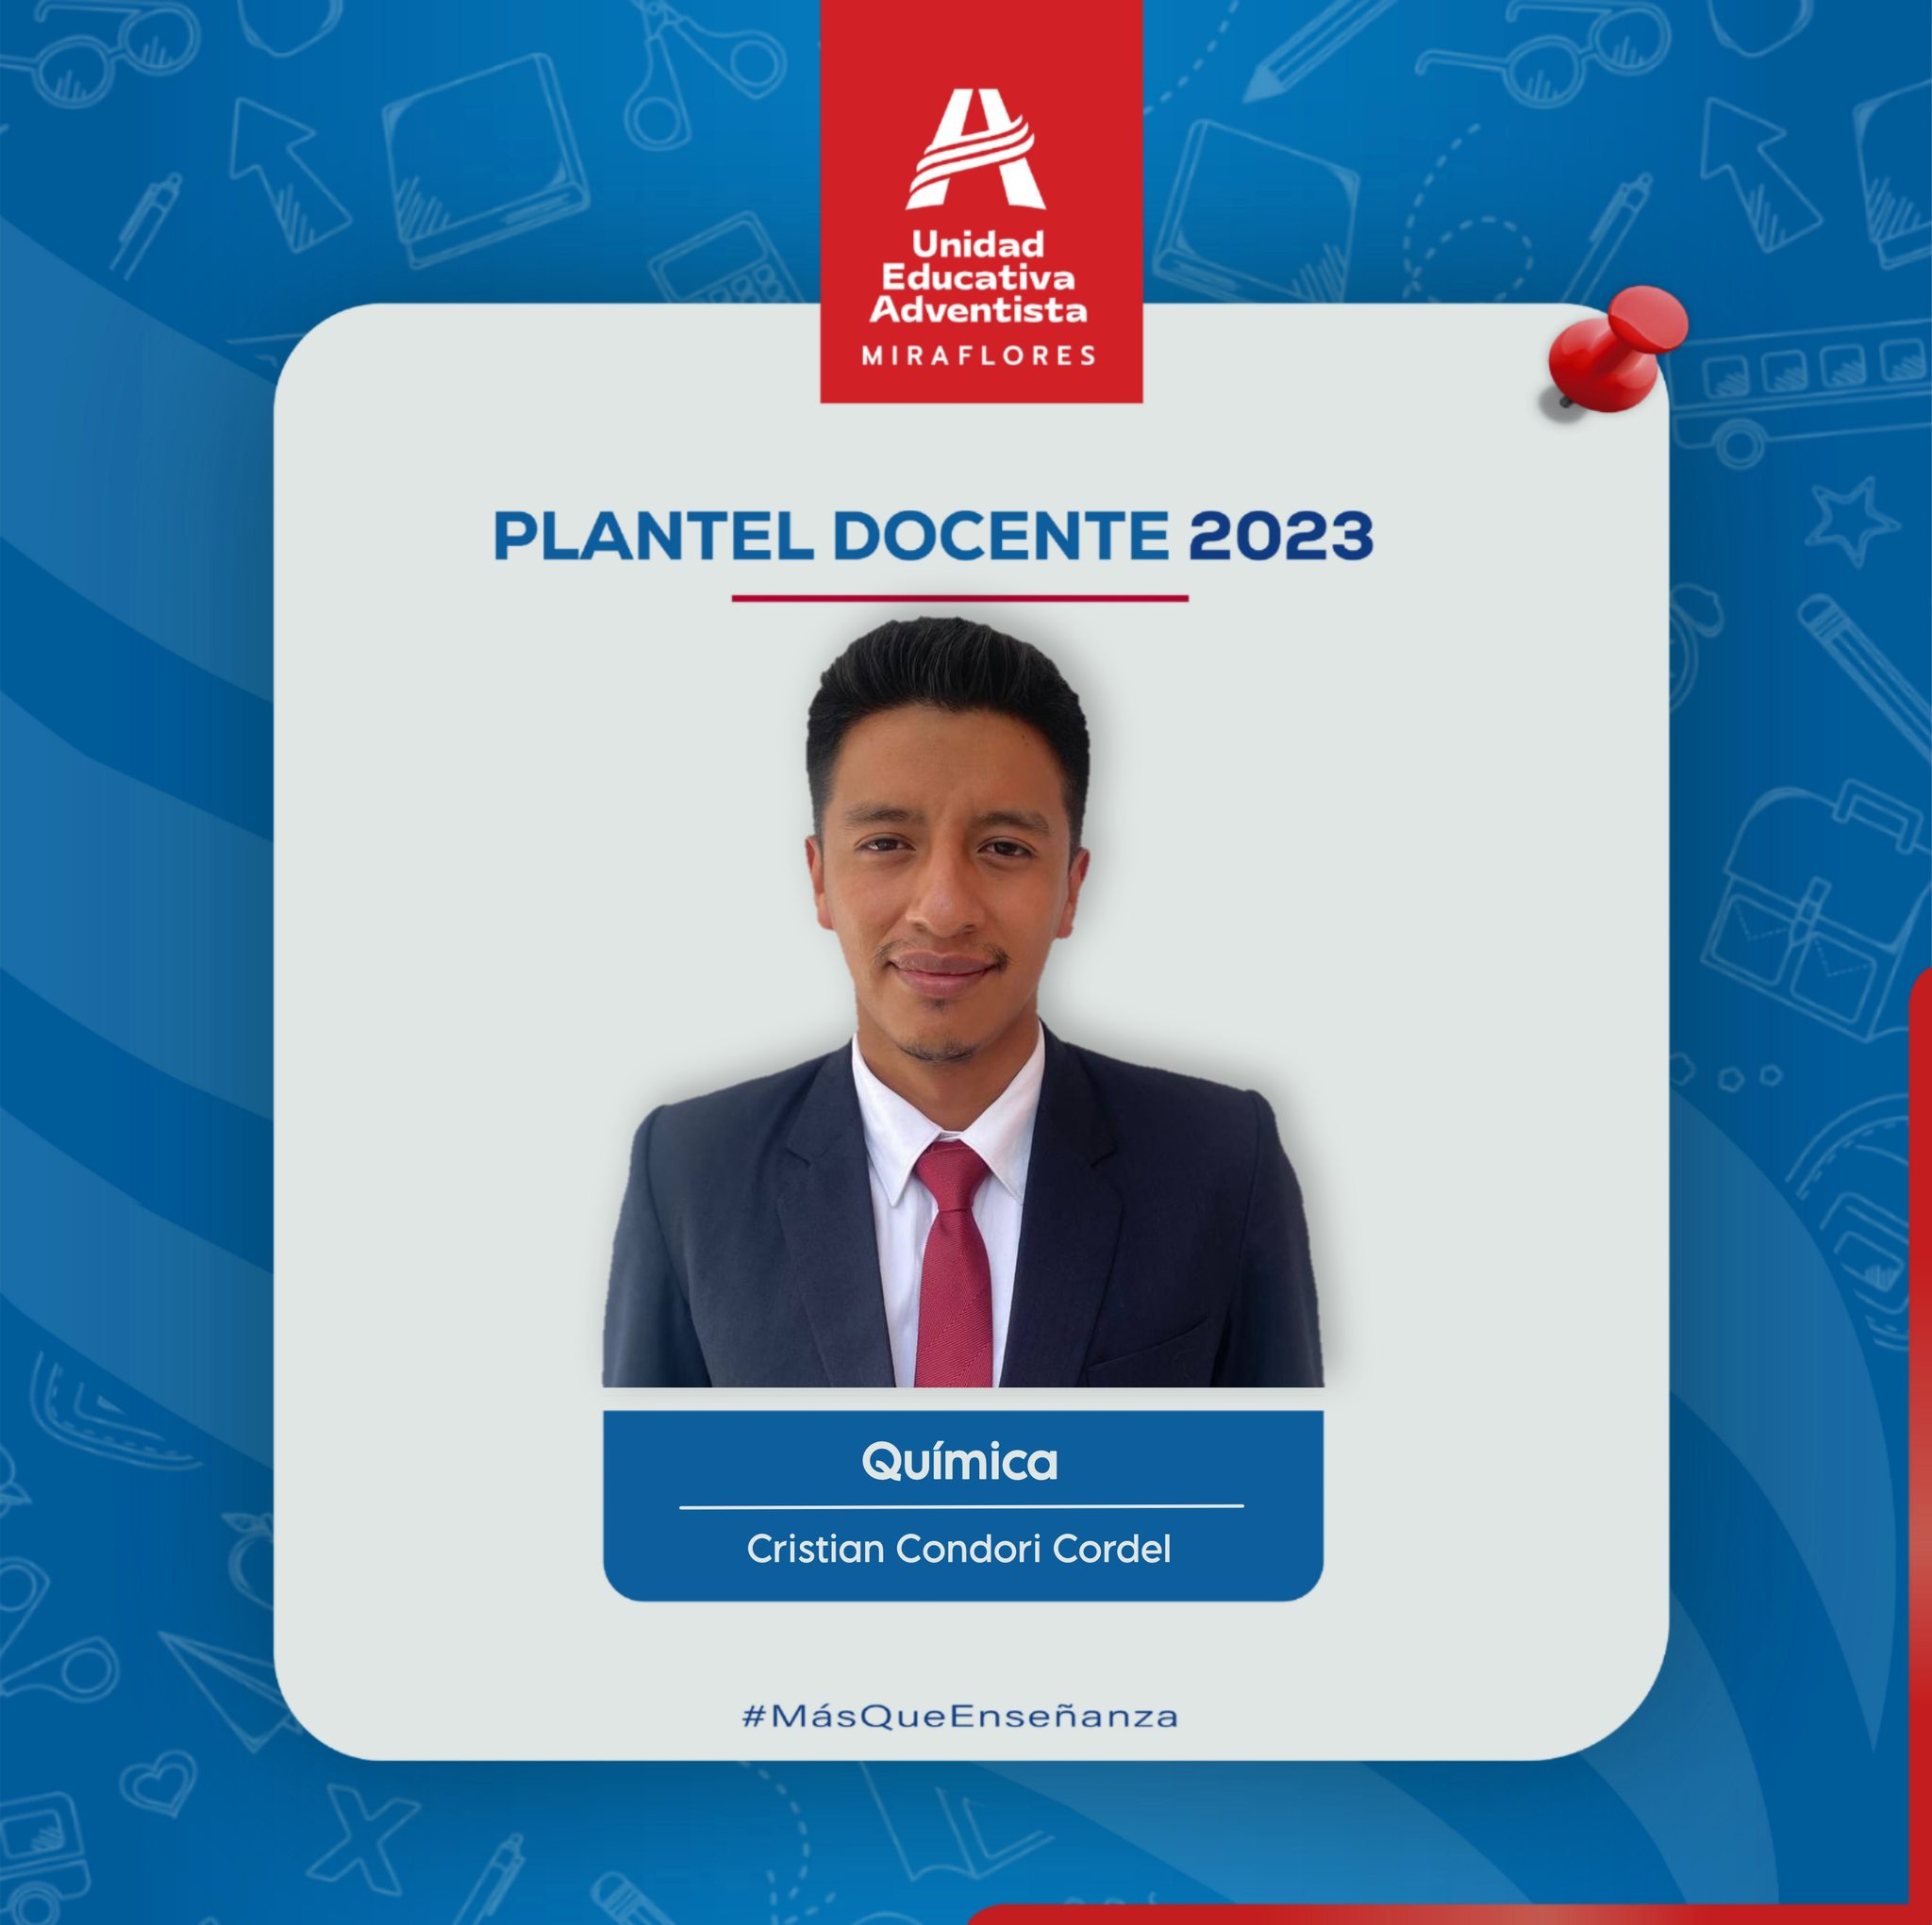 Unidad
Educativa
Adventista
MIRAFLORES
PLANTEL DOCENTE 2023
Química
Cristian Condori Cordel
#MásQueEnseñanza